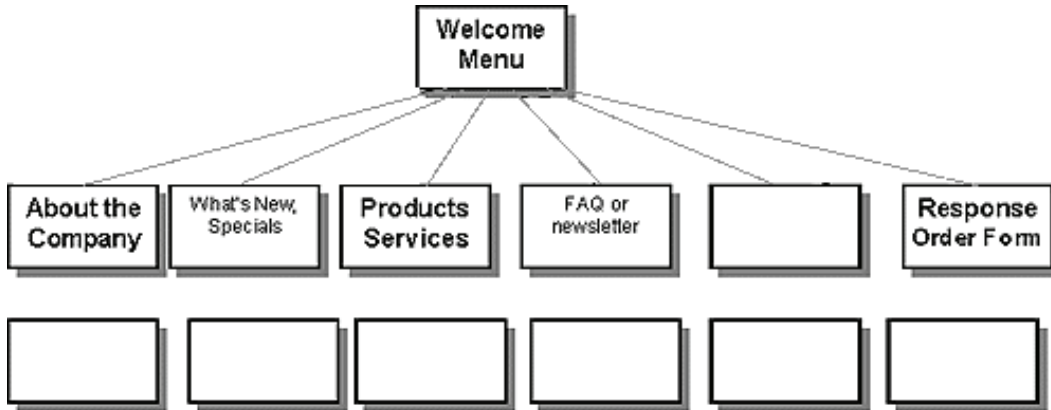 Welcome
Menu
About the
Company
What's New,
Specials
Products
Services
FAQ or
newsletter
Response
Order Form